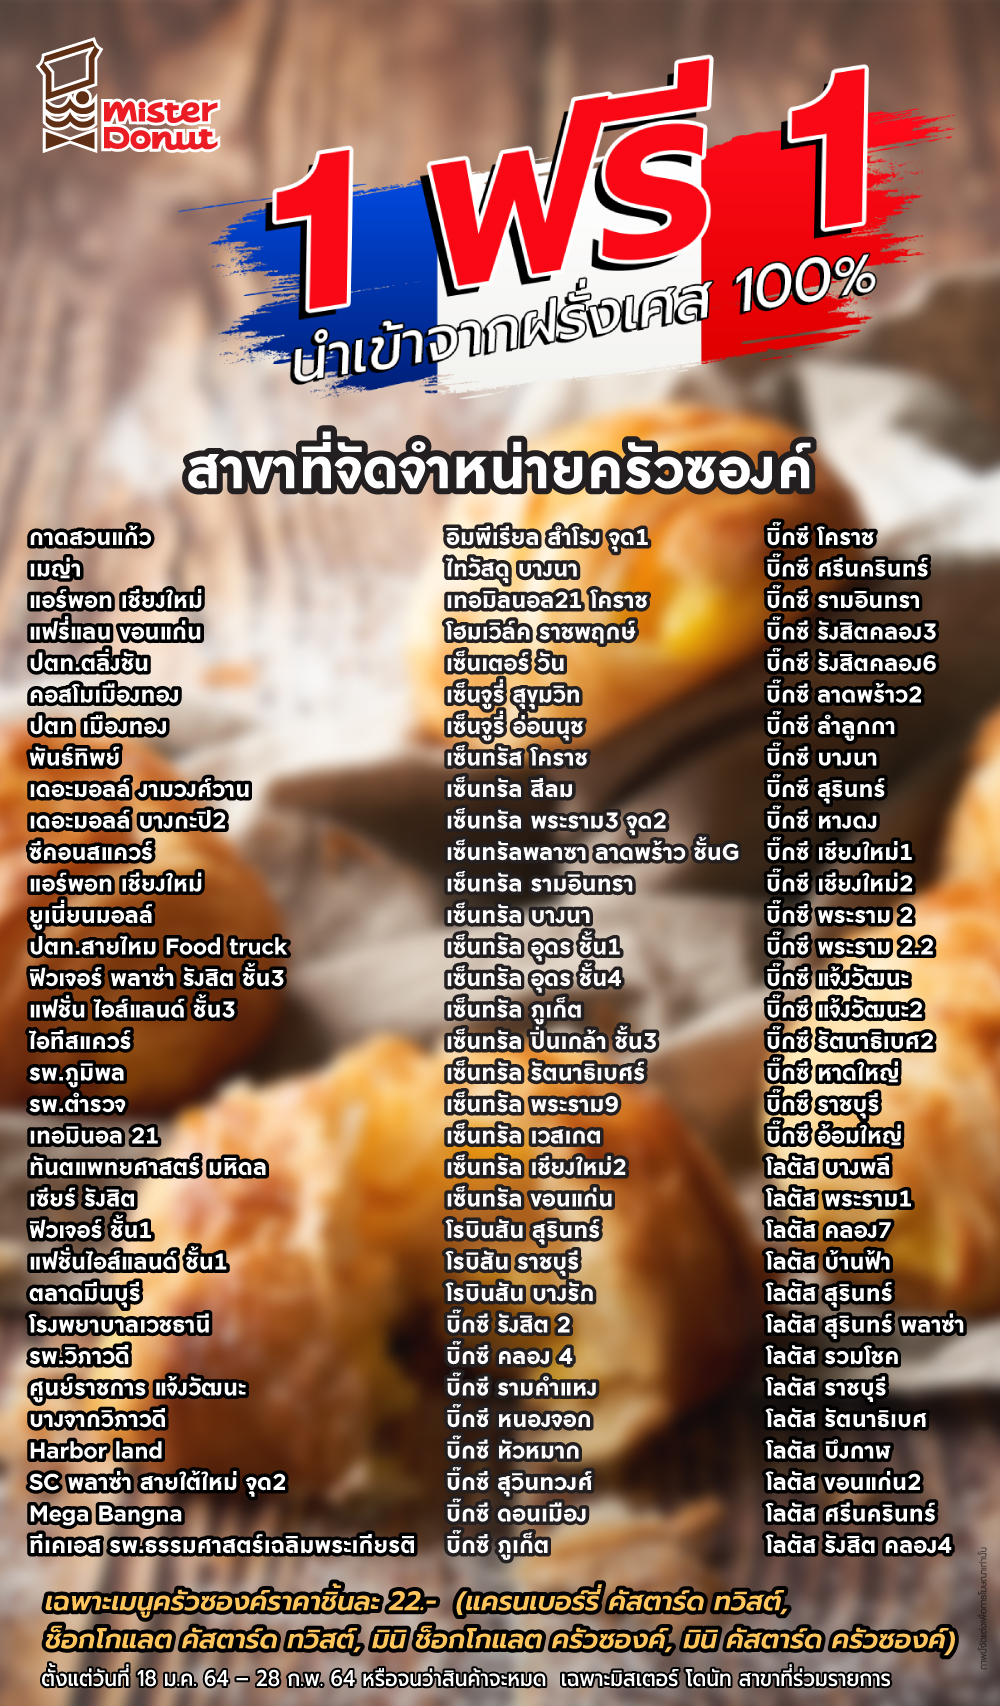 Mister
Donut
1 ฟรี 1
นำเข้าจากฝรั่งเศส 100%
สาขาที่จัดจำหน่ายครัวซองค์
กาดสวนแก้ว
เมญ่า
แอร์พอท เชียงใหม่
แฟรี่แลน ขอนแก่น
ปตท.ตลิ่งชัน
คอสโมเมืองทอง
ปตท เมืองทอง
พันธ์ทิพย์
เดอะมอลล์ งามวงศ์วาน
เดอะมอลล์ บางกะปิ2
ซีคอนสแควร์
แอร์พอท เชียงใหม่
ยูเนี่ยนมอลล์
ปตท.สายไหม Food truck
ฟิวเจอร์ พลาซ่า รังสิต ชั้น3
แฟชั่น ไอส์แลนด์ ชั้น3
ไอทีสแควร์
รพ.ภูมิพล
รพ.ตำรวจ
เทอมินอล 21
ทันตแพทยศาสตร์ มหิดล
เซียร์ รังสิต
ฟิวเจอร์ ชั้น1
แฟชั่นไอส์แลนด์ ชั้น1
ตลาดมีนบุรี
โรงพยาบาลเวชธานี
รพ.วิภาวดี
ศูนย์ราชการ แจ้งวัฒนะ
บางจากวิภาวดี
Harbor land
SC พลาซ่า สายใต้ใหม่ จุด2
Mega Bangna
ทีเคเอส รพ.ธรรมศาสตร์เฉลิมพระเกียรติ
อิมพีเรียล สำโรง จุด1
ไทวัสดุ บางนา
เทอมิลนอล21 โคราช
โฮมเวิล์ค ราชพฤกษ์
เซ็นเตอร์ วัน
เซ็นจูรี่ สุขุมวิท
เซ็นจูรี่ อ่อนนุช
เซ็นทรัล โคราช
เซ็นทรัล สีลม
เซ็นทรัล พระราม3 จุด2
เซ็นทรัลพลาซา ลาดพร้าว ชั้นG
เซ็นทรัล รามอินทรา
เซ็นทรัล บางนา
เซ็นทรัล อุดร ชั้น1
เซ็นทรัล อุดร ชั้น4
เซ็นทรัล ภูเก็ต
เซ็นทรัล ปิ่นเกล้า ชั้น3
เซ็นทรัล รัตนาธิเบศร์
เซ็นทรัล พระราม9
เซ็นทรัล เวสเกต
เซ็นทรัล เชียงใหม่2
เซ็นทรัล ขอนแก่น
โรบินสัน สุรินทร์
โรบิสัน ราชบุรี
โรบินสัน บางรัก
บิ๊กซี รังสิต 2
บิ๊กซี คลอง 4
บิ๊กซี รามคำแหง
บิ๊กซี หนองจอก
บิ๊กซี หัวหมาก
บิ๊กซี สุวินทวงศ์
บิ๊กซี ดอนเมือง
บิ๊กซี ภูเก็ต
บิ๊กซี โคราช
บิ๊กซี ศรีนครินทร์
บิ๊กซี รามอินทรา
บิ๊กซี รังสิตคลอง3
บิ๊กซี รังสิตคลอง6
บิ๊กซี ลาดพร้าว2
บิ๊กซี ลำลูกกา
บิ๊กซี บางนา
บิ๊กซี สุรินทร์
บิ๊กซี หางดง
บิ๊กซี เชียงใหม่1
บิ๊กซี เชียงใหม่2
บิ๊กซี พระราม 2
บิ๊กซี พระราม 2.2
บิ๊กซี แจ้งวัฒนะ
บิ๊กซี แจ้งวัฒนะ2
บิ๊กซี รัตนาธิเบศ2
บิ๊กซี หาดใหญ่
บิ๊กซี ราชบุรี
บิ๊กซี อ้อมใหญ่
โลตัส บางพลี
โลตัส พระราม1
โลตัส คลอง7
โลตัส บ้านฟ้า
โลตัส สุรินทร์
โลตัส สุรินทร์ พลาซ่า
โลตัส รวมโชค
โลตัส ราชบุรี
โลตัส รัตนาธิเบศ
โลตัส บึงกาฬ
โลตัส ขอนแก่น2
โลตัส ศรีนครินทร์
โลตัส รังสิต คลอง4
เฉพาะเมนูครัวซองค์ราคาชิ้นละ 22.- (แครนเบอร์รี่ คัสตาร์ด ทวิสต์,
ช็อกโกแลต คัสตาร์ด ทวิสต์, มินิ ช็อกโกแลต ครัวซองค์, มินิ คัสตาร์ด ครัวซองค์)
ตั้งแต่วันที่ 18 ม.ค. 64 – 28 ก.พ. 64 หรือจนว่าสินค้าจะหมด เฉพาะมิสเตอร์ โดนัท สาขาที่ร่วมรายการ